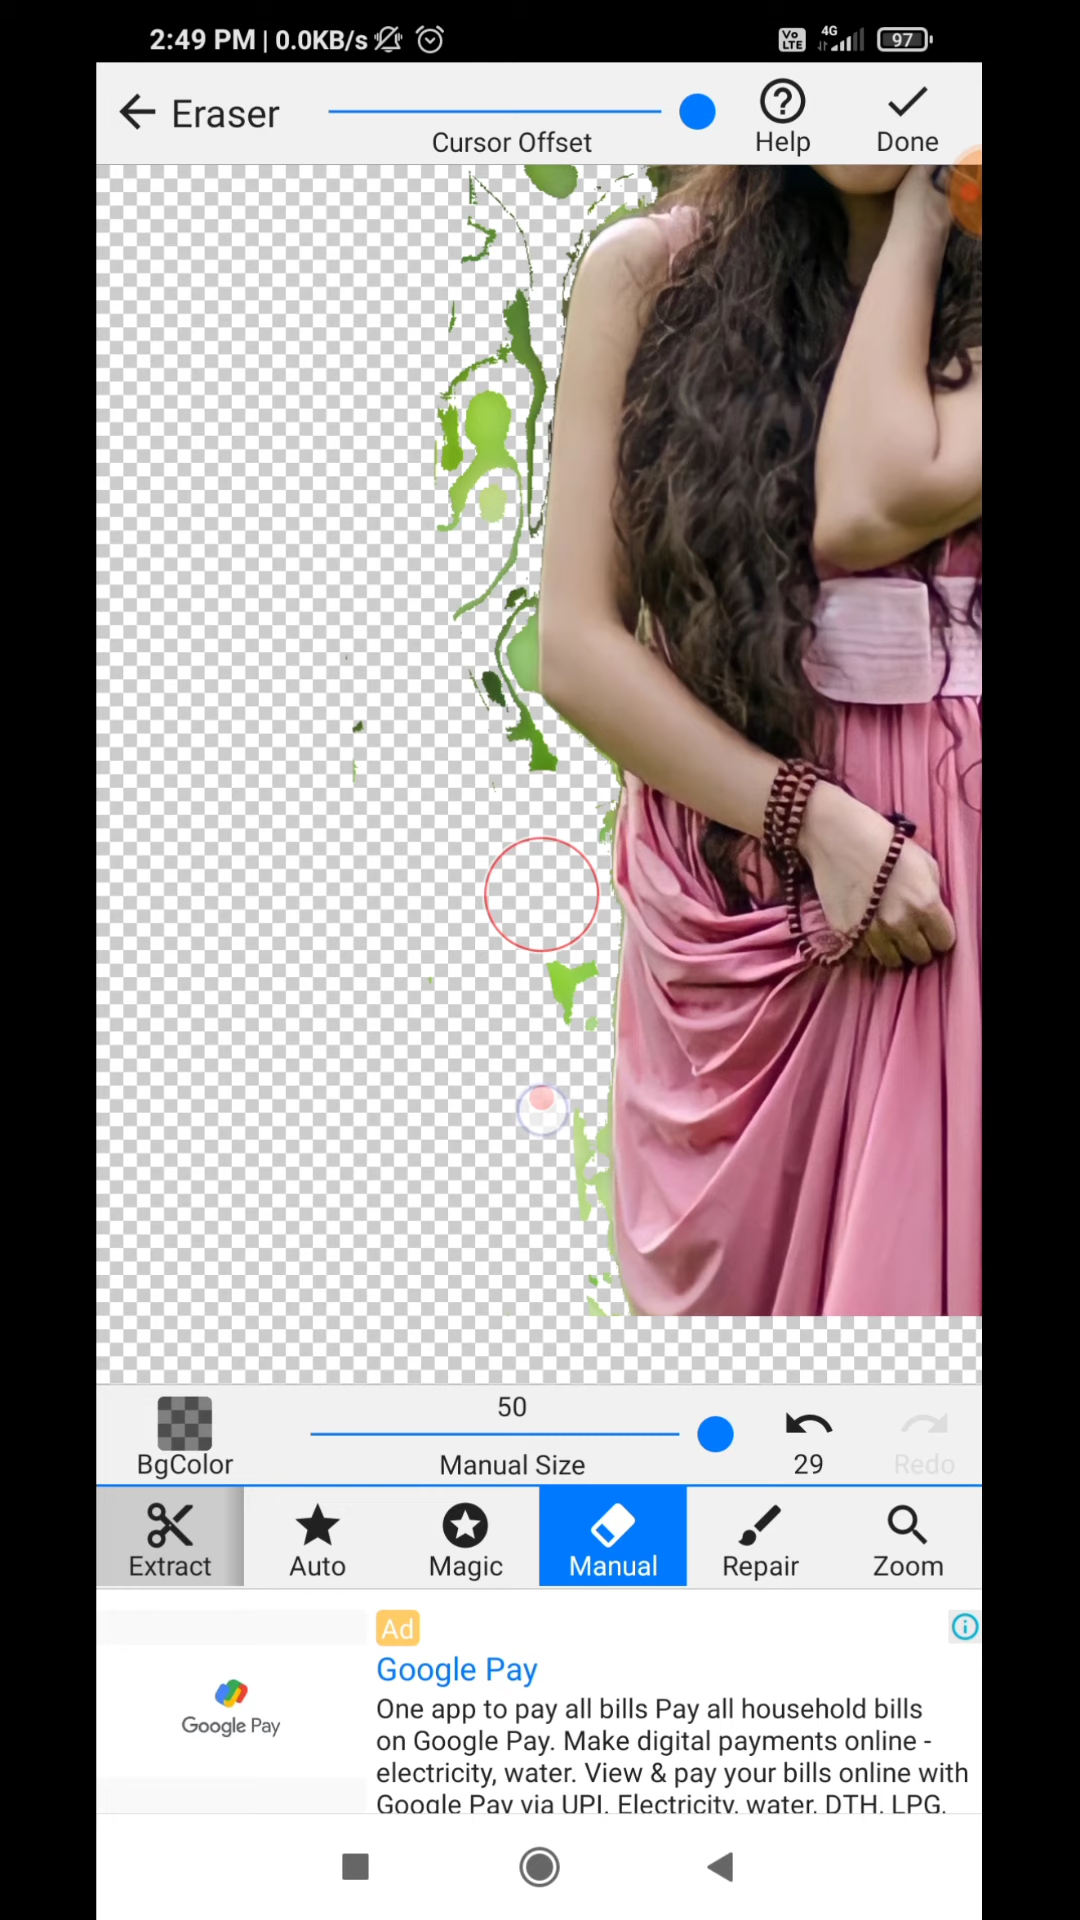 2:49 PM | 0.0KB/s
Vo LTE 4G 97
Eraser
Cursor Offset
Help
Done
50
BgColor
Manual Size
29
Redo
Extract
Auto
Magic
Manual
Repair
Zoom
Ad
Google Pay
Google Pay
One app to pay all bills Pay all household bills
on Google Pay. Make digital payments online -
electricity, water. View & pay your bills online with
Google Pay via UPI. Electricity, water, DTH, LPG,